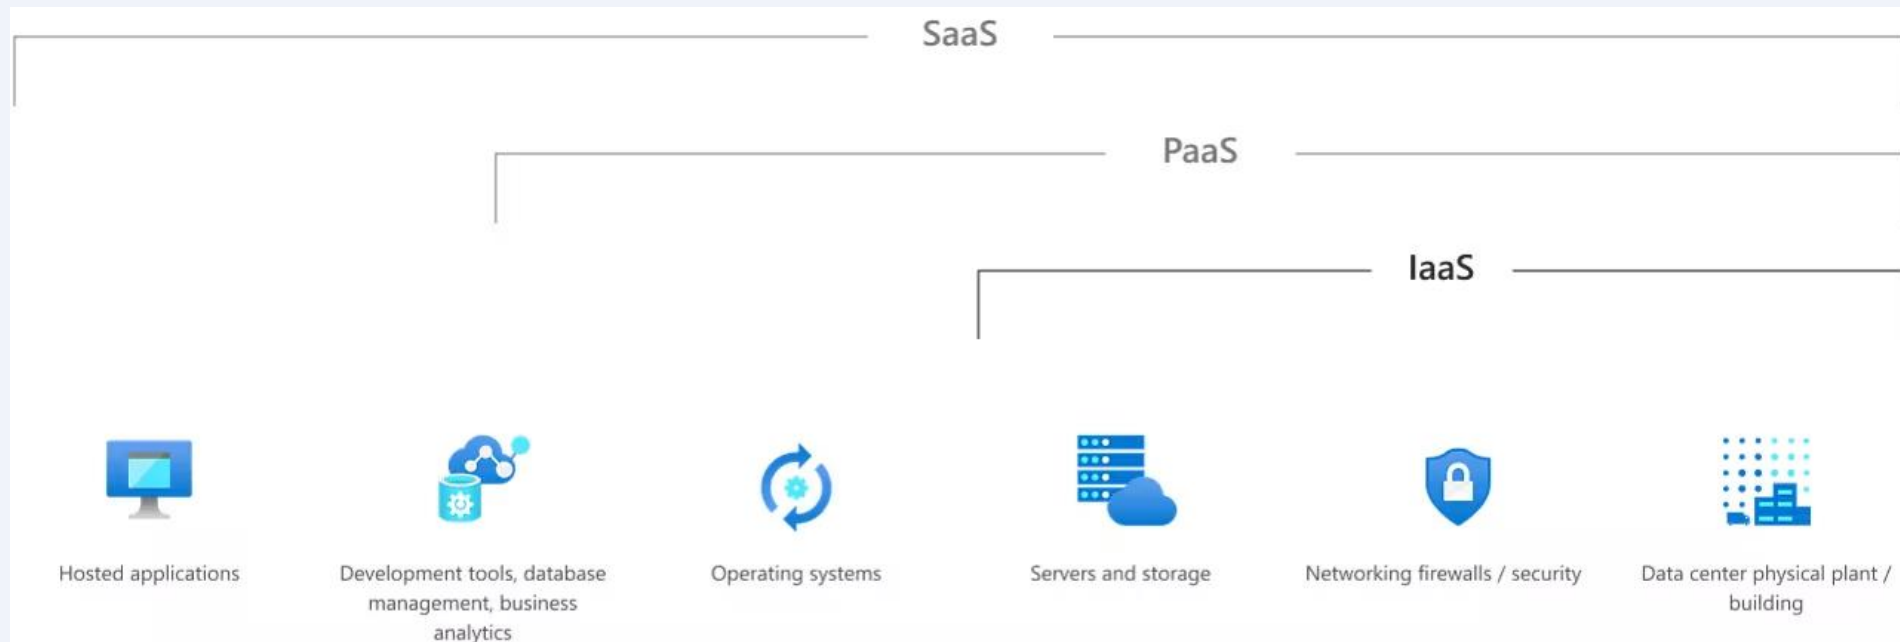 SaaS
PaaS
IaaS
Hosted applications
Development tools, database
management, business
analytics
Operating systems
Servers and storage
Networking firewalls / security
Data center physical plant /
building